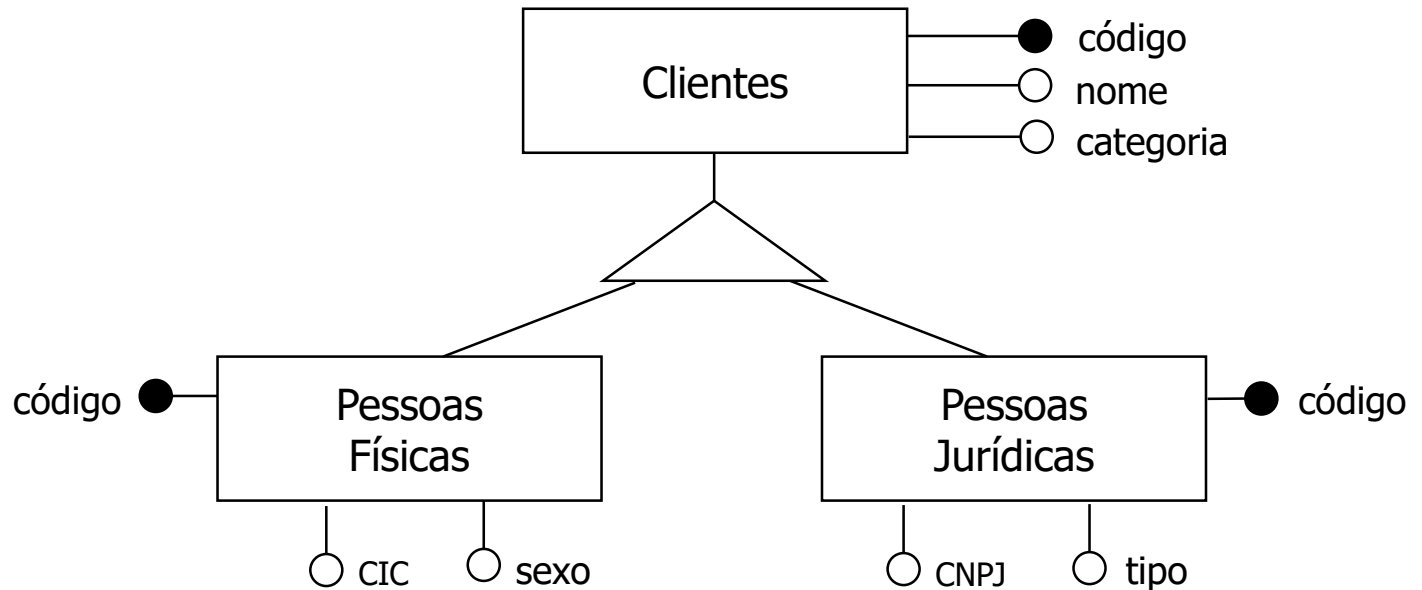 Clientes
código
nome
categoria
código
Pessoas
Físicas
Pessoas
Jurídicas
código
CIC
sexo
CNPJ
tipo